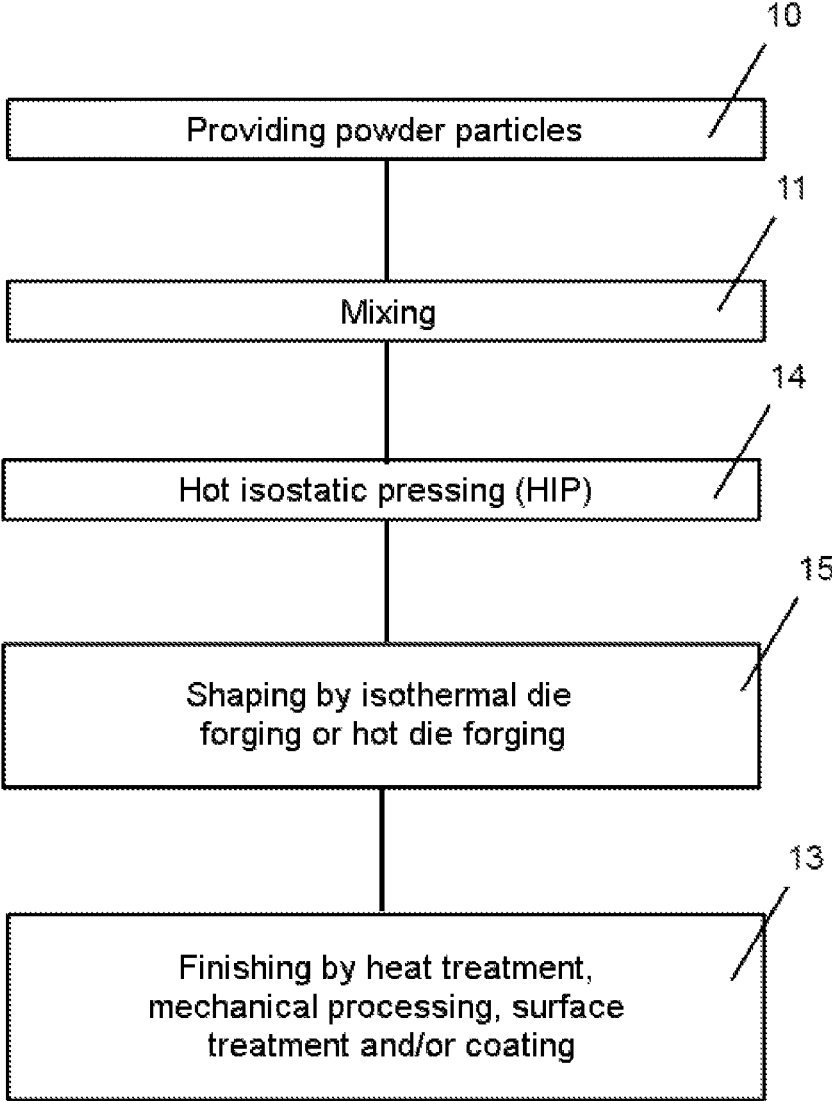 10
Providing powder particles
11
Mixing
14
Hot isostatic pressing (HIP)
15
Shaping by isothermal die
forging or hot die forging
13
Finishing by heat treatment,
mechanical processing, surface
treatment and/or coating